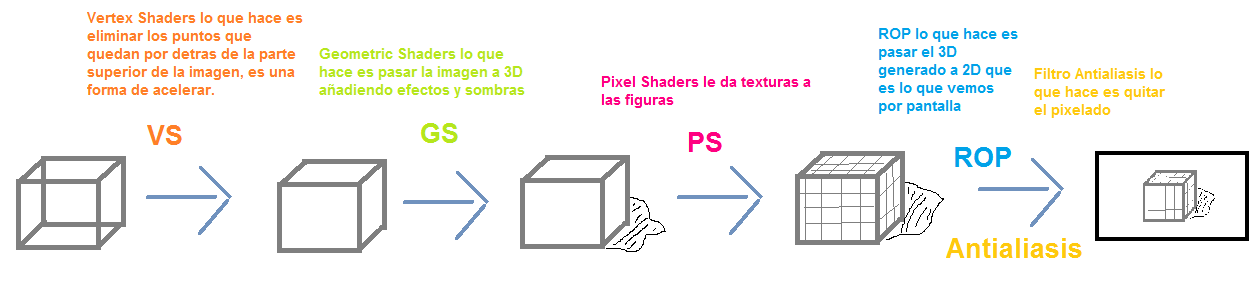 Vertex Shaders lo que hace es
eliminar los puntos que
quedan por detras de la parte
superior de la imagen, es una
forma de acelerar.
VS
Geometric Shaders lo que
hace es pasar la imagen a 3D
añadiendo efectos y sombras
GS
Pixel Shaders le da texturas a
las figuras
PS
ROP lo que hace es
pasar el 3D
generado a 2D que
es lo que vemos
por pantalla
ROP
Filtro Antialiasis lo
que hace es quitar
el pixelado
Antialiasis